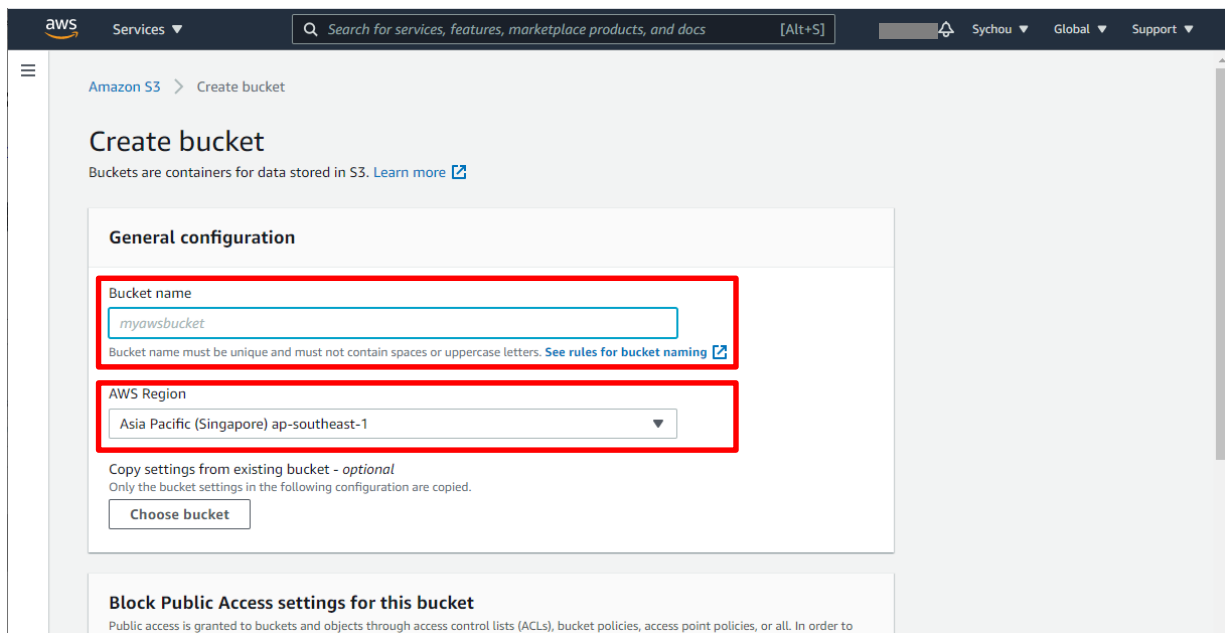 aws Services ▼ Search for services, features, marketplace products, and docs [Alt+S] Sychou ▼ Global ▼ Support ▼
Amazon S3 > Create bucket
Create bucket
Buckets are containers for data stored in S3. Learn more
General configuration
Bucket name
myawsbucket
Bucket name must be unique and must not contain spaces or uppercase letters. See rules for bucket naming
AWS Region
Asia Pacific (Singapore) ap-southeast-1 ▼
Copy settings from existing bucket - optional
Only the bucket settings in the following configuration are copied.
Choose bucket
Block Public Access settings for this bucket
Public access is granted to buckets and objects through access control lists (ACLs), bucket policies, access point policies, or all. In order to